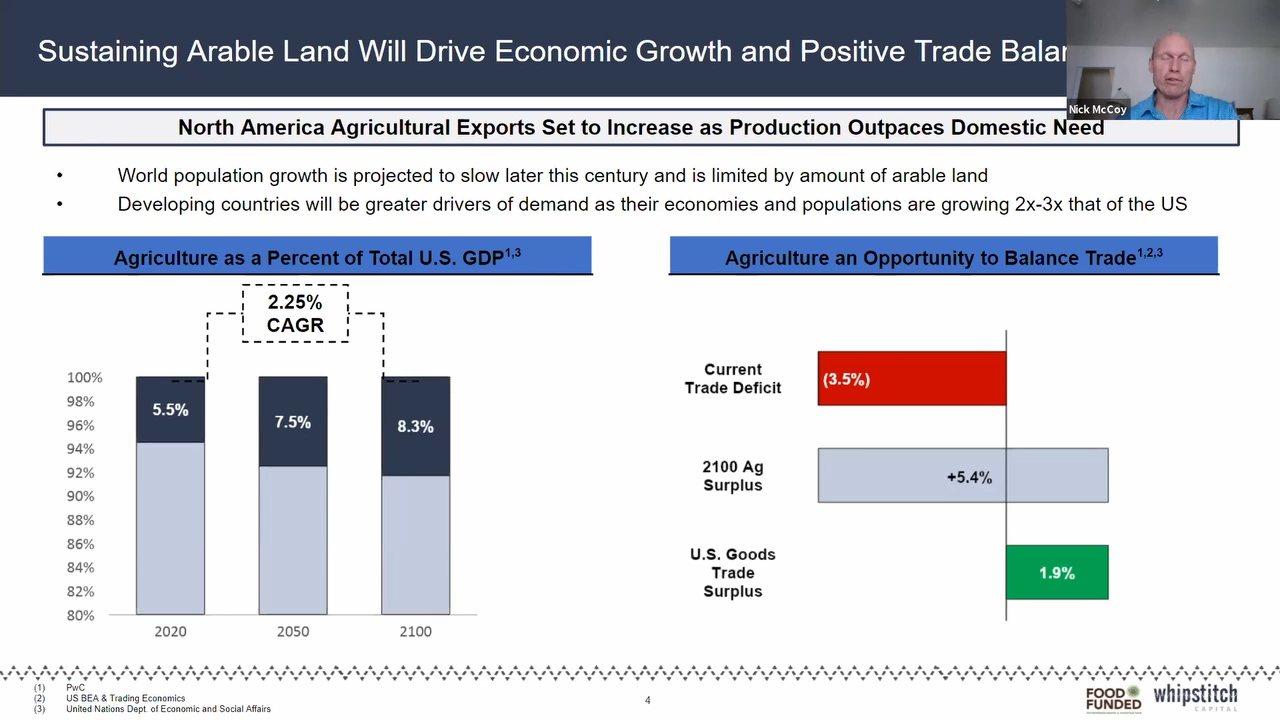 Sustaining Arable Land Will Drive Economic Growth and Positive Trade
Nick McCoy
North America Agricultural Exports Set to Increase as Production Outpaces Domestic Need
• World population growth is projected to slow later this century and is limited by amount of arable land
• Developing countries will be greater drivers of demand as their economies and populations are growing 2x-3x that of the US
Agriculture as a Percent of Total U.S. GDP1,3
2.25%
CAGR
100%
98%
96%
94%
92%
90%
88%
86%
84%
82%
80%
5.5%
7.5%
8.3%
2020
2050
2100
Agriculture an Opportunity to Balance Trade1,2,3
Current
Trade Deficit
(3.5%)
2100 Ag
Surplus
+5.4%
U.S. Goods
Trade
Surplus
1.9%
(1) PwC
(2) US BEA & Trading Economics
(3) United Nations Dept. of Economic and Social Affairs
4
FOOD
FUNDED
whipstitch
CAPITAL